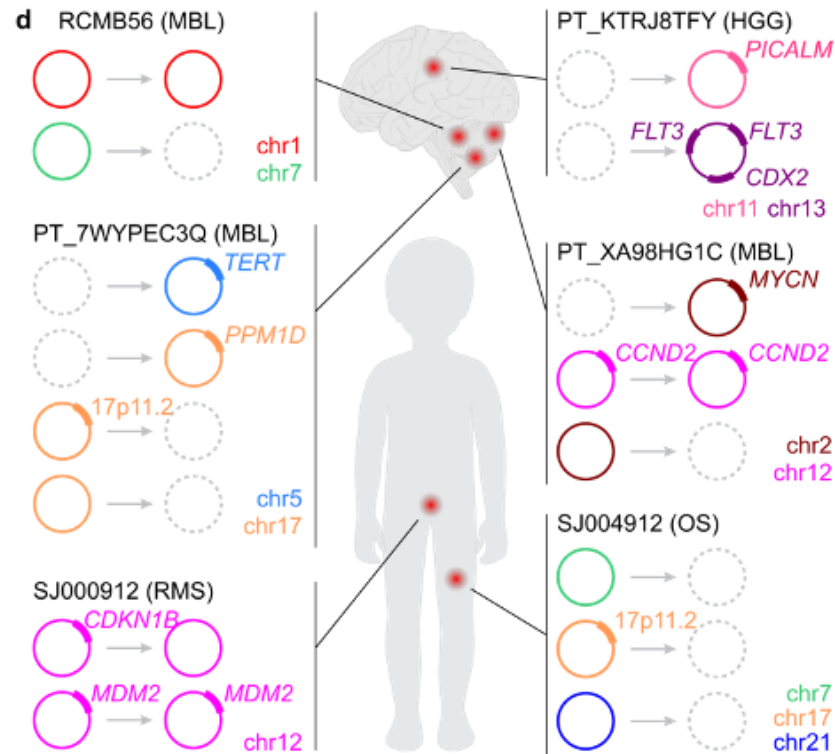 d
RCMB56 (MBL)
chr1
chr7
PT_7WYPEC3Q (MBL)
TERT
PPM1D
17p11.2
chr5
chr17
SJ000912 (RMS)
CDKN1B
MDM2 MDM2
chr12
PT_KTRJ8TFY (HGG)
PICALM
FLT3 FLT3
CDX2
chr11 chr13
PT_XA98HG1C (MBL)
MYCN
CCND2 CCND2
chr2
chr12
SJ004912 (OS)
17p11.2
chr7
chr17
chr21